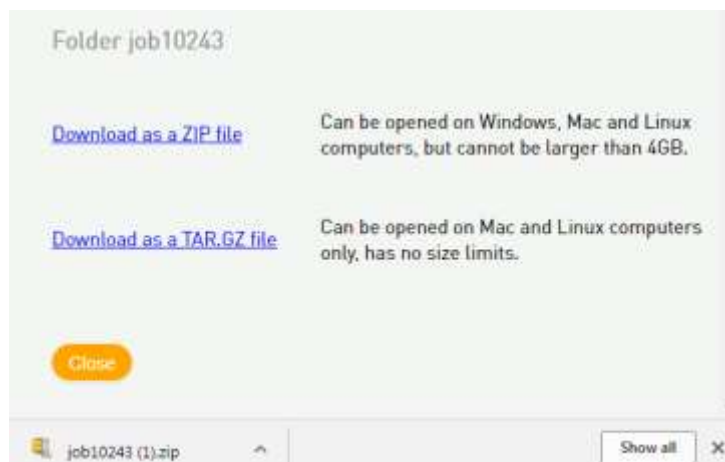 Folder job10243
Download as a ZIP file
Can be opened on Windows, Mac and Linux
computers, but cannot be larger than 4GB.
Download as a TAR.GZ file
Can be opened on Mac and Linux computers
only, has no size limits.
Close
job10243 (1).zip
Show all